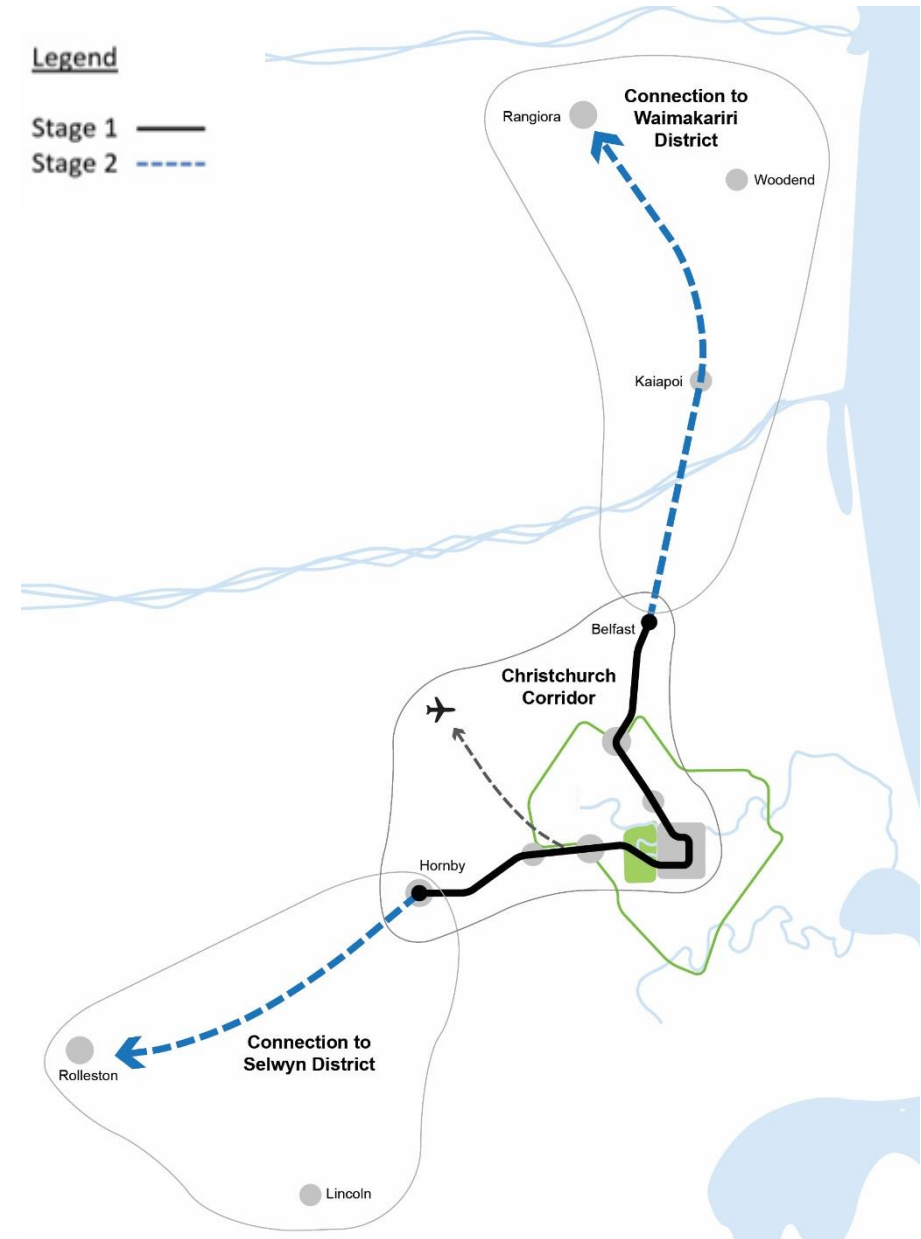 Legend
Stage 1
Stage 2
Rangiora
Connection to
Waimakariri
District
Woodend
Kaiapoi
Belfast
Christchurch
Corridor
Hornby
Connection to
Selwyn District
Rolleston
Lincoln